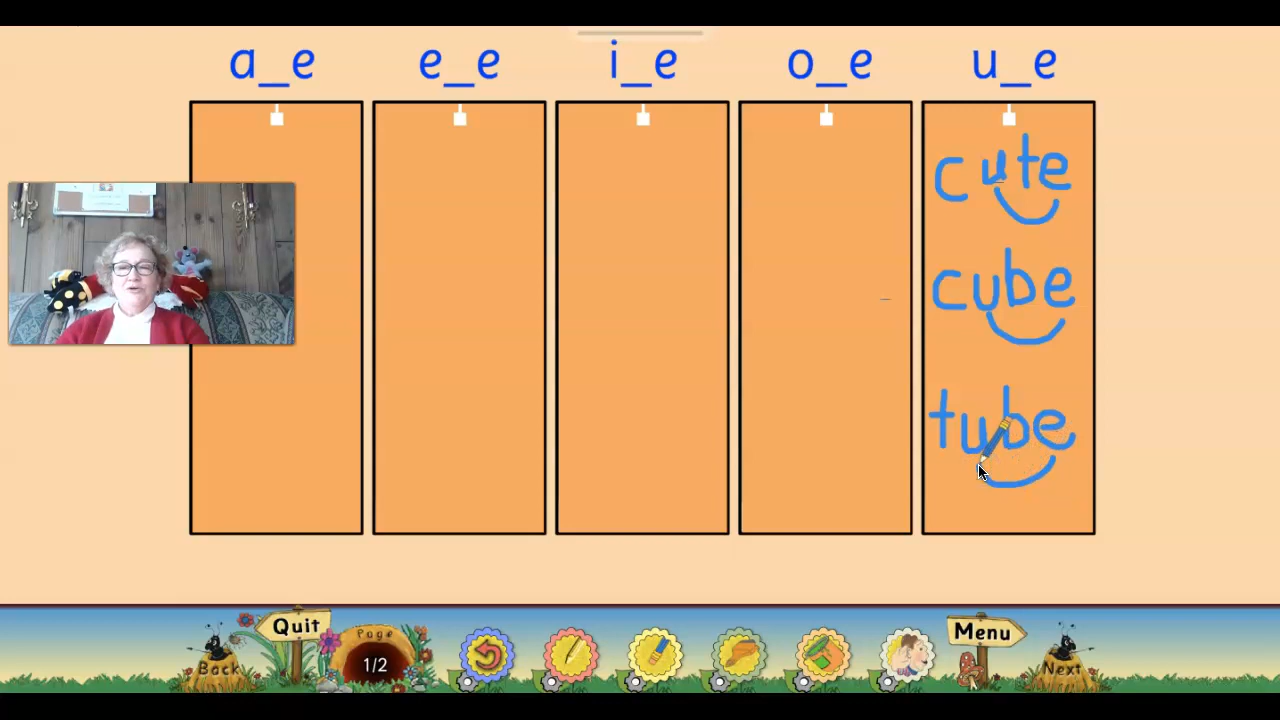 a_e e_e i_e o_e u_e
cute
cube
tube
Quit
Page
1/2
Back
Menu
Next